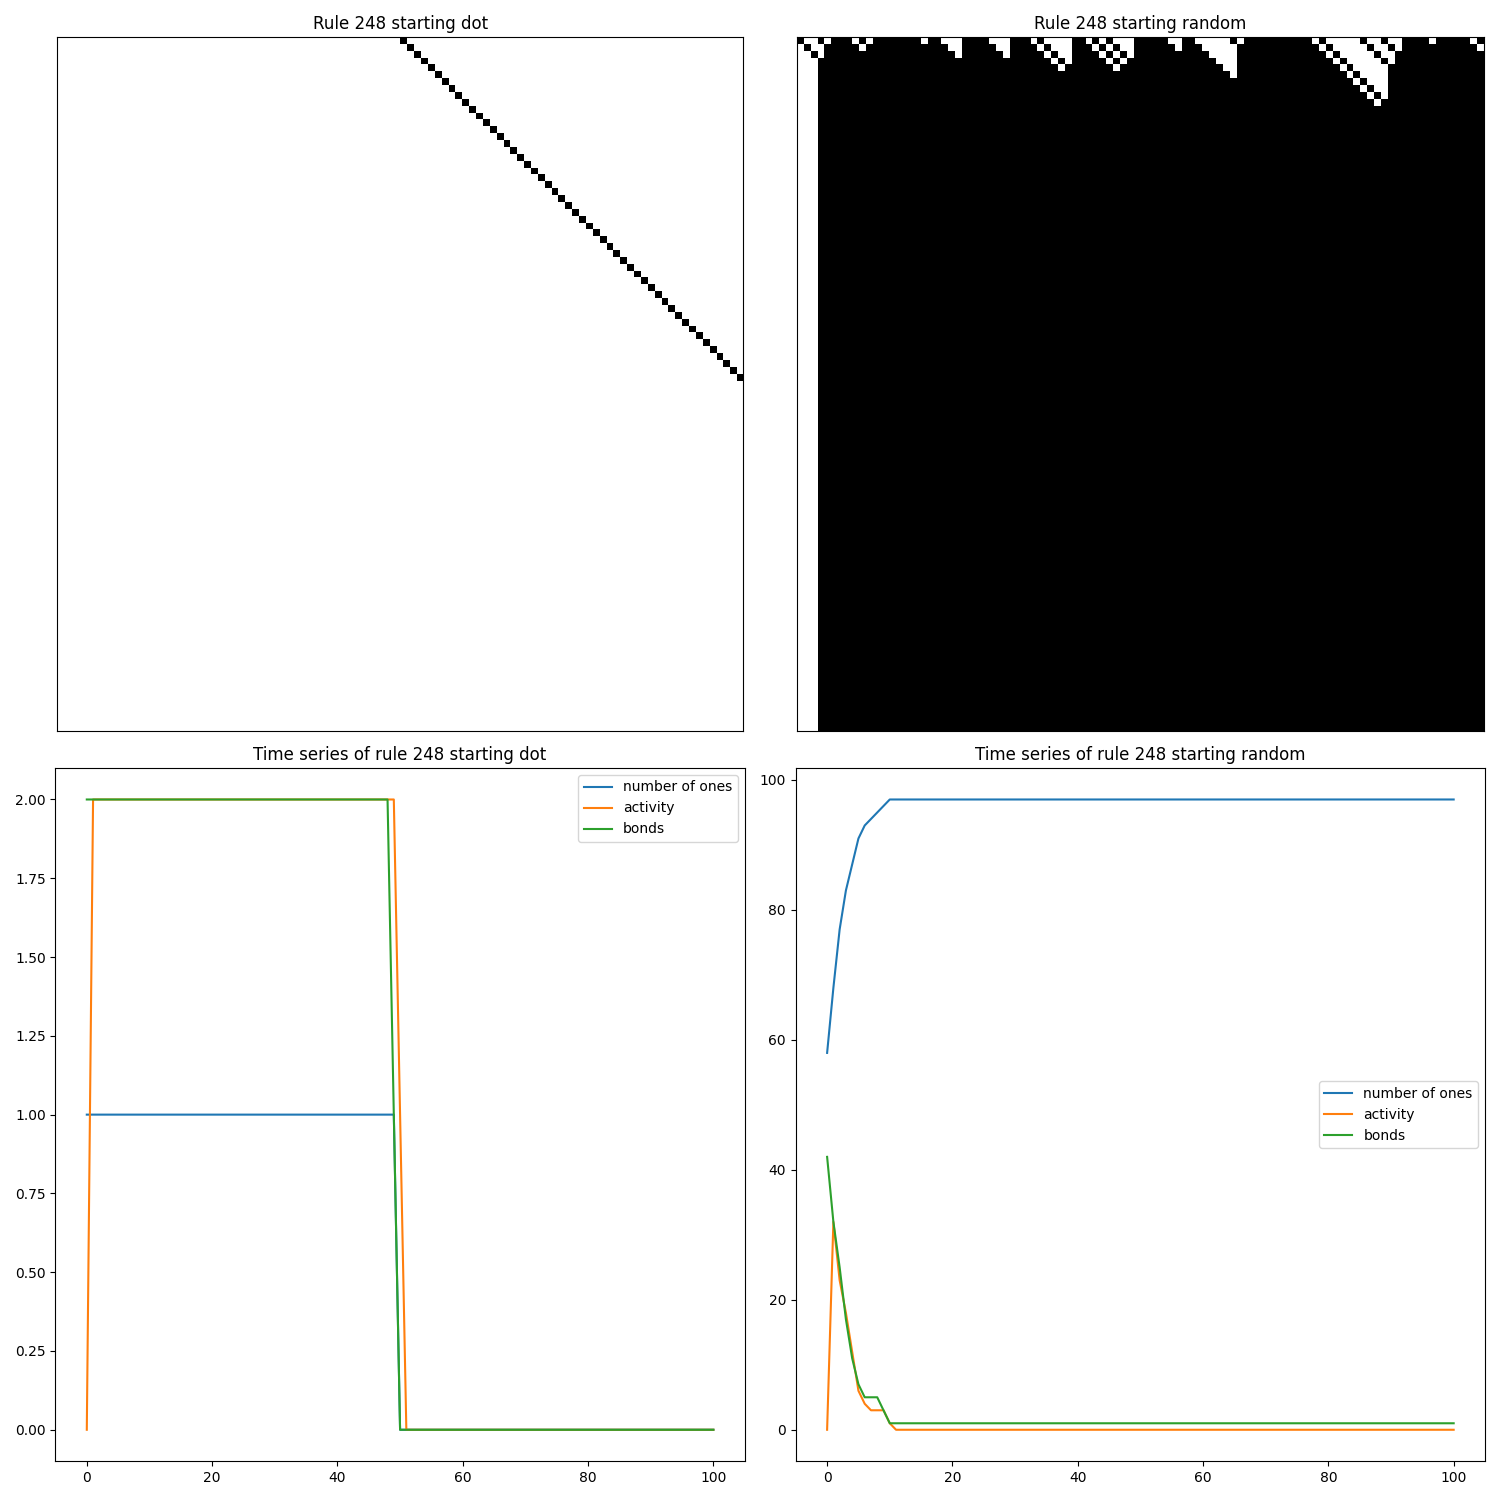 Rule 248 starting dot
Rule 248 starting random
Time series of rule 248 starting dot
2.00
1.75
1.50
1.25
1.00
0.75
0.50
0.25
0.00
0 20 40 60 80 100
number of ones
activity
bonds
Time series of rule 248 starting random
100
80
60
40
20
0
0 20 40 60 80 100
number of ones
activity
bonds